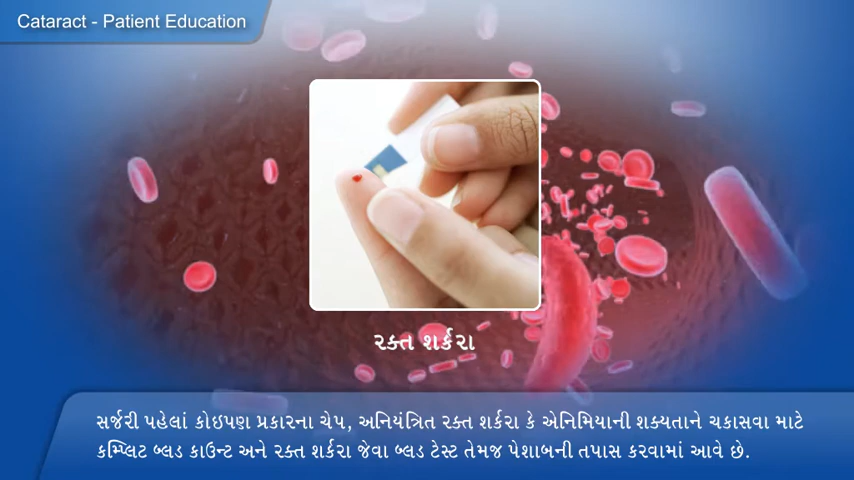 Cataract - Patient Education
રક્ત શર્કરા
સર્જરી પહેલાં કોઇપણ પ્રકારના ચેપ, અનિયંત્રિત રક્ત શર્કરા કે એનિમિયાની શક્યતાને ચકાસવા માટે
કમ્પ્લિટ બ્લડ કાઉન્ટ અને રક્ત શર્કરા જેવા બ્લડ ટેસ્ટ તેમજ પેશાબની તપાસ કરવામાં આવે છે.